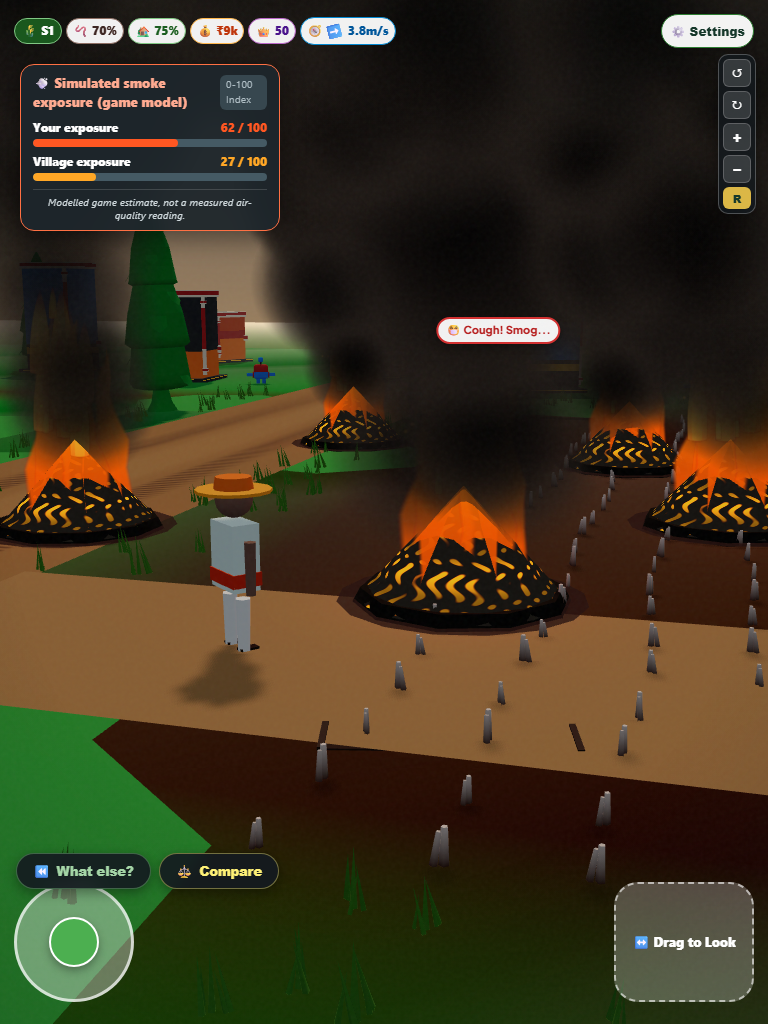 S1
70%
75%
₹9k
50
3.8m/s
Settings
Simulated smoke
exposure (game model)
0-100
Index
Your exposure
62 / 100
Village exposure
27 / 100
Modelled game estimate, not a measured air-
quality reading.
↺
↻
+
−
R
Cough! Smog...
What else?
Compare
Drag to Look